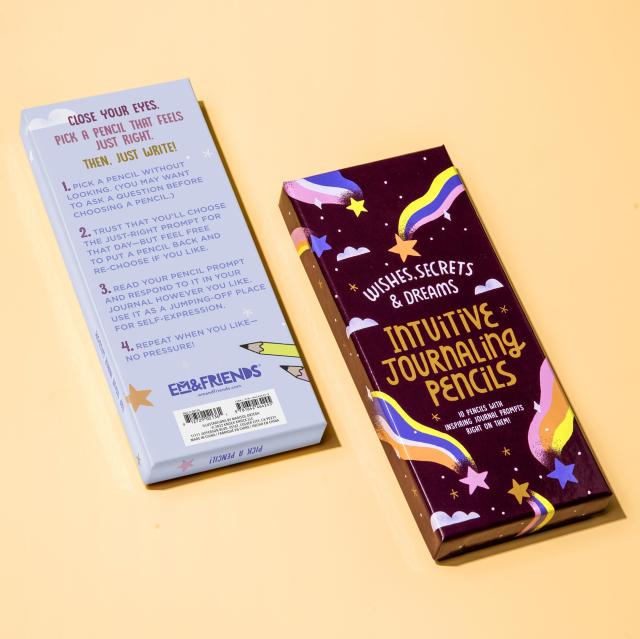 CLOSE YOUR EYES.
PICK A PENCIL THAT FEELS
JUST RIGHT.
THEN, JUST WRITE!
1. PICK A PENCIL WITHOUT
LOOKING. (YOU MAY WANT
TO ASK A QUESTION BEFORE
CHOOSING A PENCIL.)
2. TRUST THAT YOU'LL CHOOSE
THE JUST-RIGHT PROMPT FOR
THAT DAY—BUT FEEL FREE
TO PUT A PENCIL BACK AND
RE-CHOOSE IF YOU LIKE.
3. READ YOUR PENCIL PROMPT
AND RESPOND TO IT IN YOUR
JOURNAL HOWEVER YOU LIKE.
USE IT AS A JUMPING-OFF PLACE
FOR SELF-EXPRESSION.
4. REPEAT WHEN YOU LIKE—
NO PRESSURE!
EM&FRIENDS
emandfriends.com
PICK A PENCIL!
WISHES, SECRETS
& DREAMS
INTUITIVE
JOURNALING
PENCILS
10 PENCILS WITH
INSPIRING JOURNAL PROMPTS
RIGHT ON THEM!